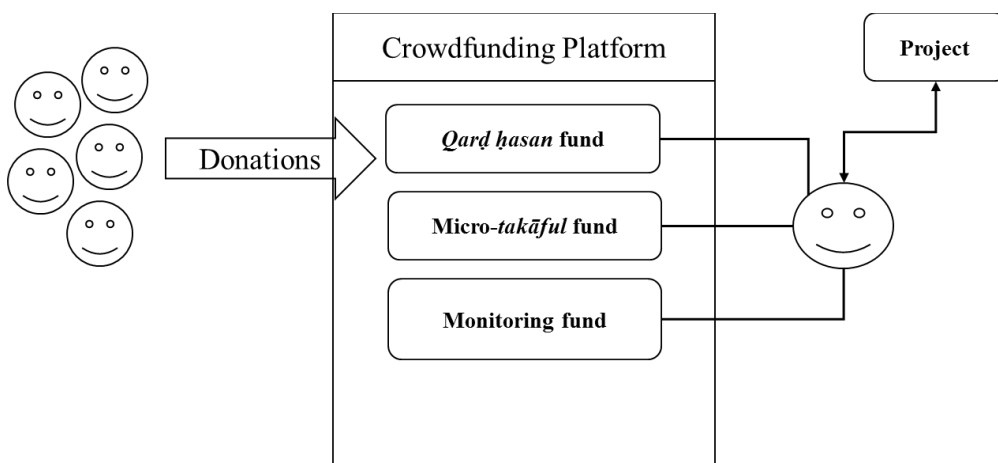 Crowdfunding Platform
Project
Donations
Qarḍ ḥasan fund
Micro-takāful fund
Monitoring fund